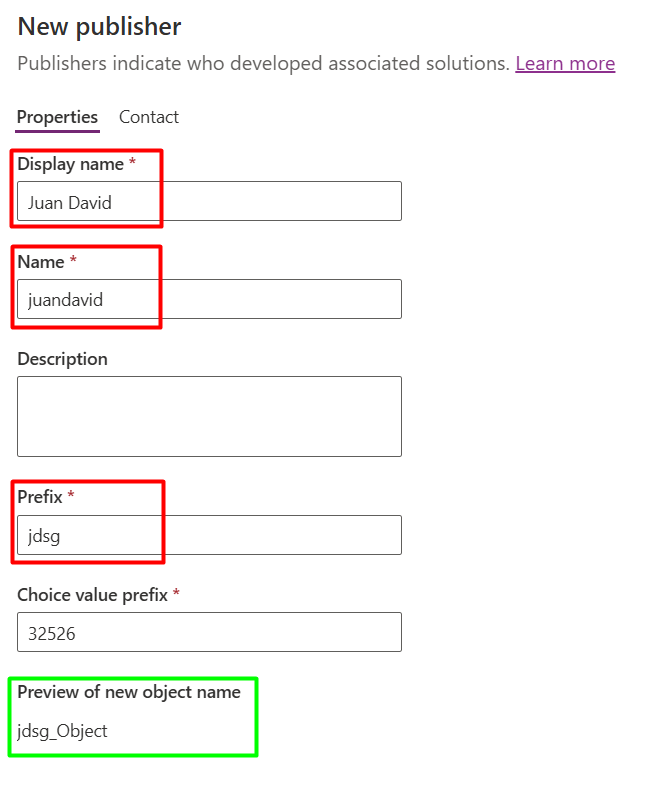 New publisher
Publishers indicate who developed associated solutions. Learn more
Properties Contact
Display name *
Juan David
Name *
juandavid
Description
Prefix *
jdsg
Choice value prefix *
32526
Preview of new object name
jdsg_Object